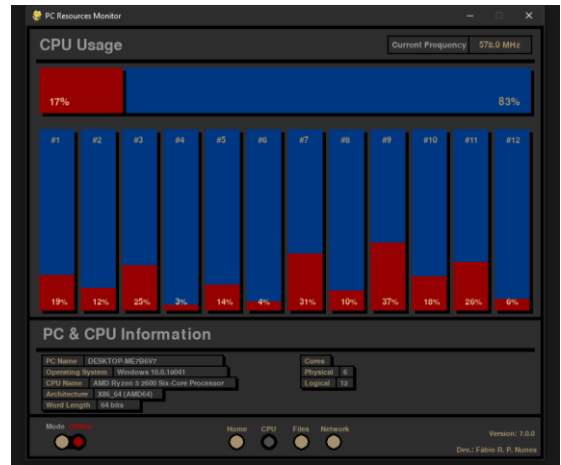 PC Resources Monitor
CPU Usage
Current Frequency 578.0 MHz
17% 83%
#1 #2 #3 #4 #5 #6 #7 #8 #9 #10 #11 #12
19% 12% 25% 3% 14% 4% 31% 10% 37% 18% 26% 6%
PC & CPU Information
PC Name DESKTOP-ME7B6V7
Operating System Windows 10.0.19041
CPU Name AMD Ryzen 5 2600 Six-Core Processor
Architecture X86_64 (AMD64)
Word Length 64 bits
Cores
Physical 6
Logical 12
Mode Offline
Home CPU Files Network
Version: 7.0.0
Dev.: Fábio R. P. Nunes